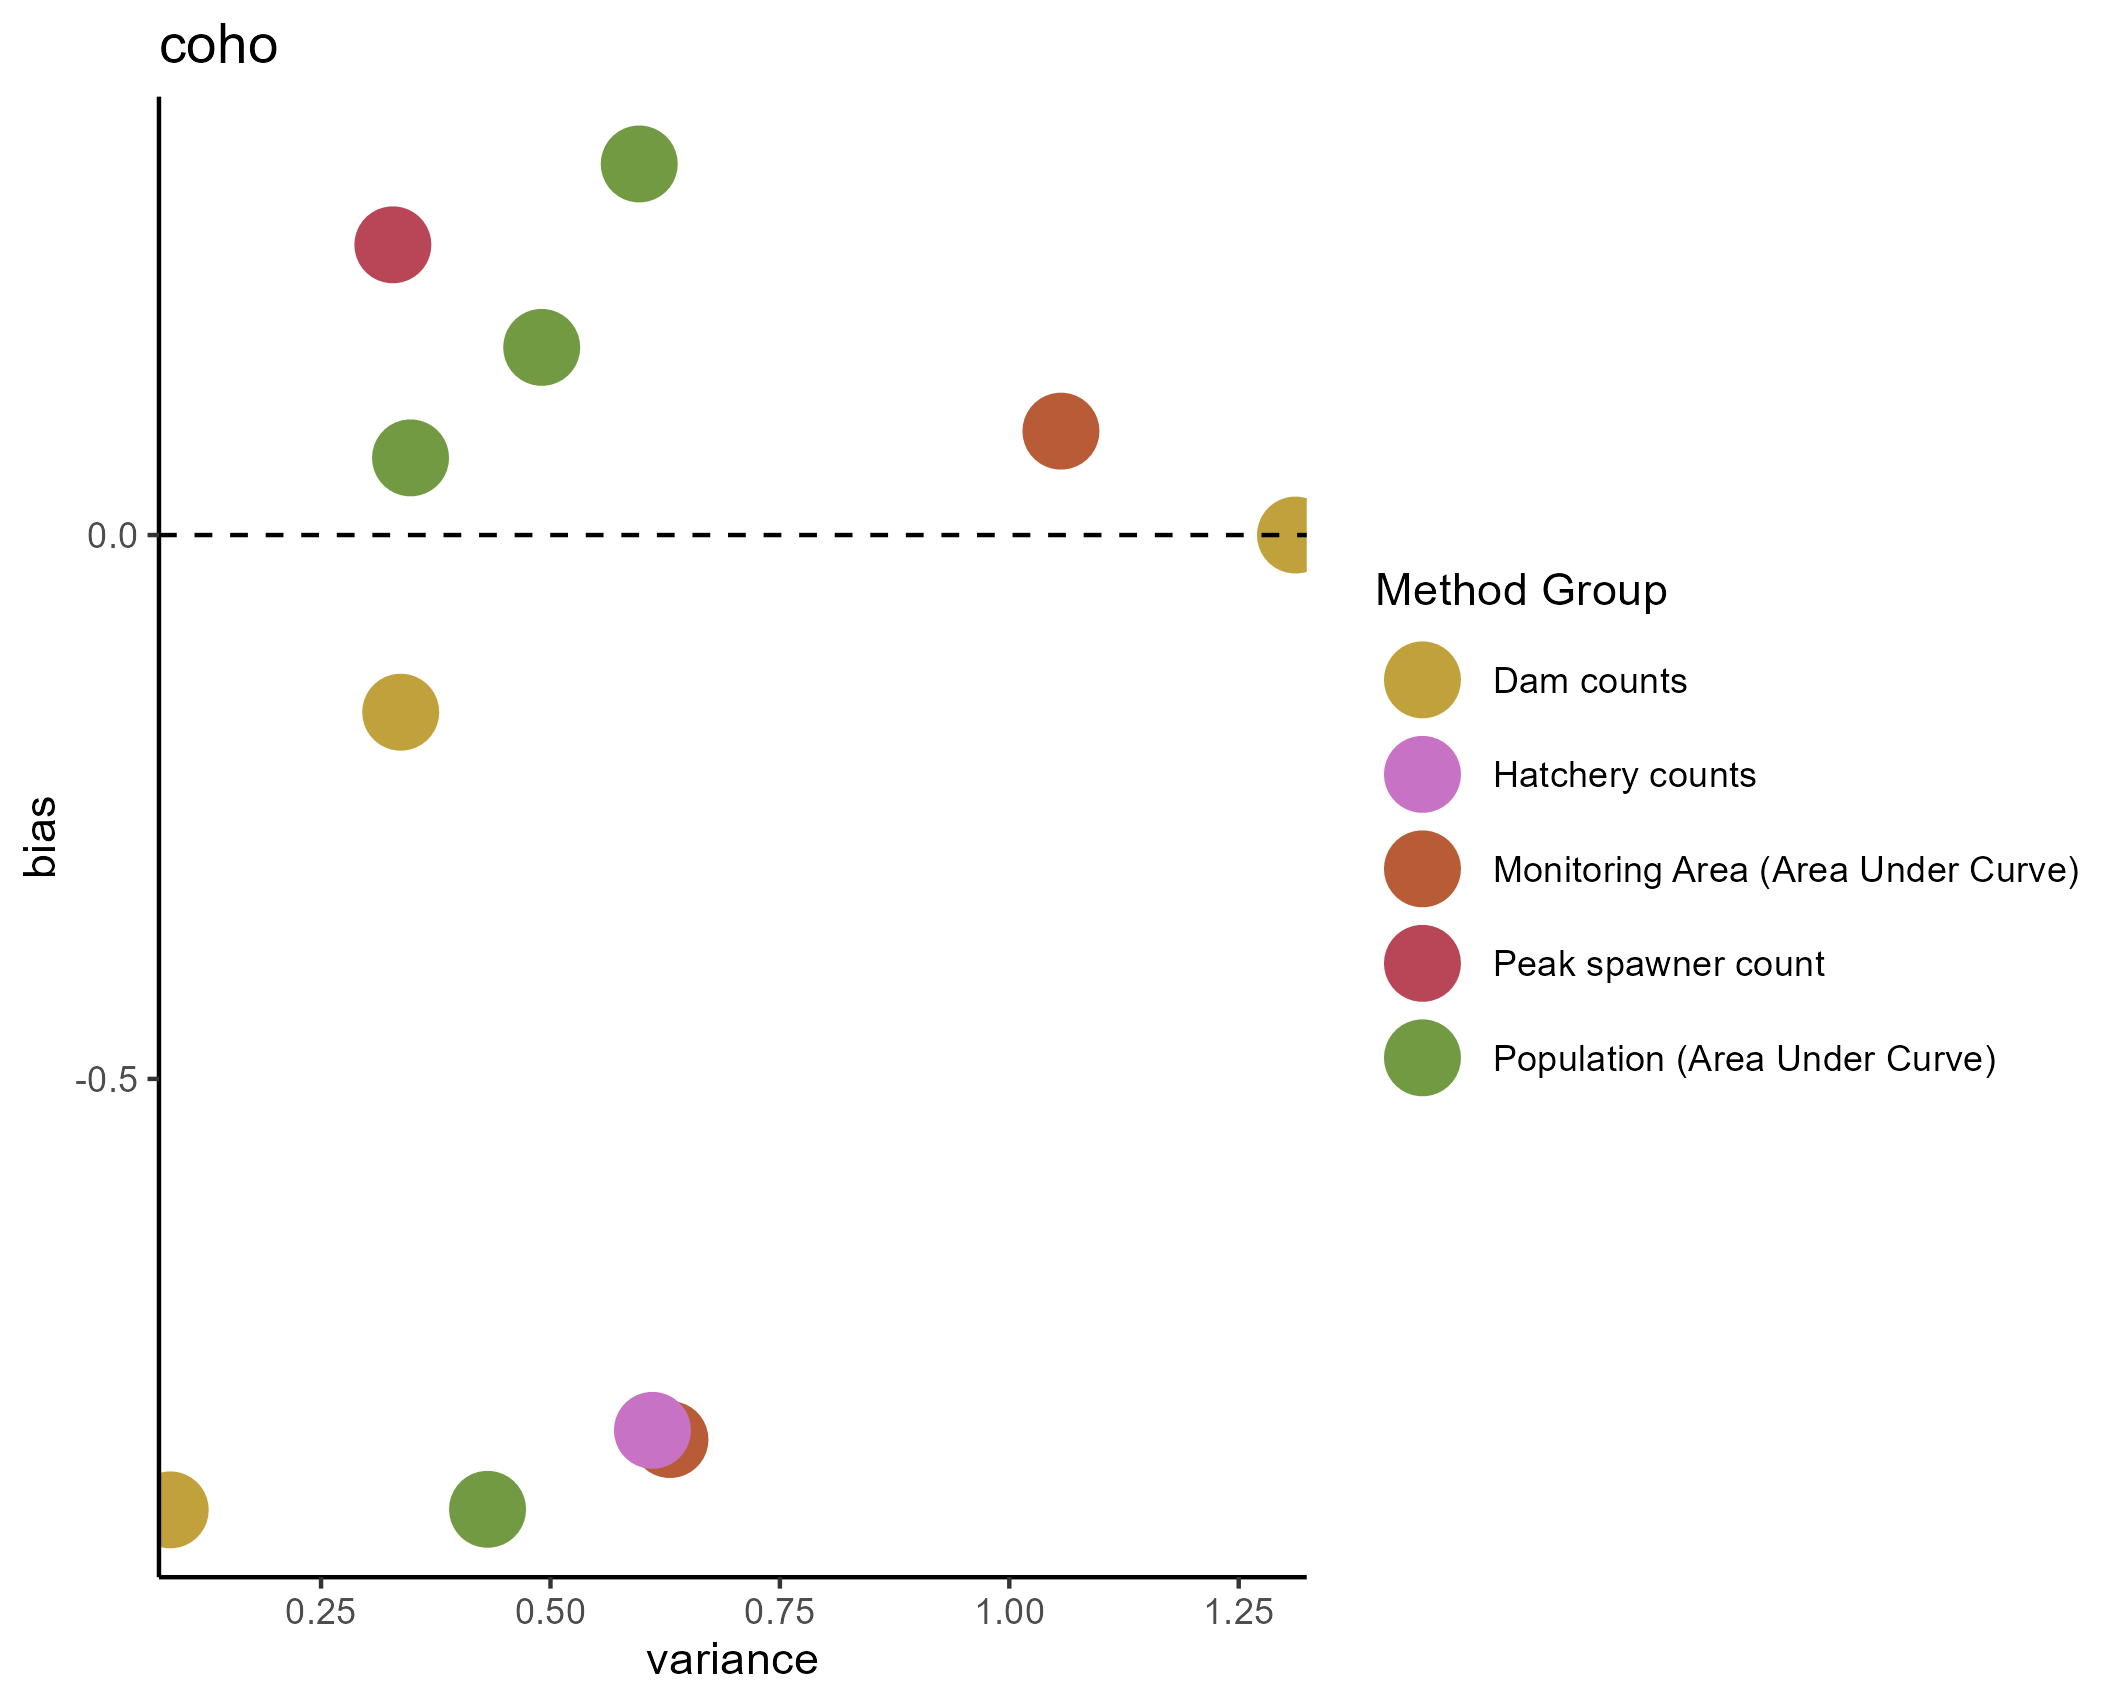 coho
0.0
-0.5
bias
0.25 0.50 0.75 1.00 1.25
variance
Method Group
Dam counts
Hatchery counts
Monitoring Area (Area Under Curve)
Peak spawner count
Population (Area Under Curve)